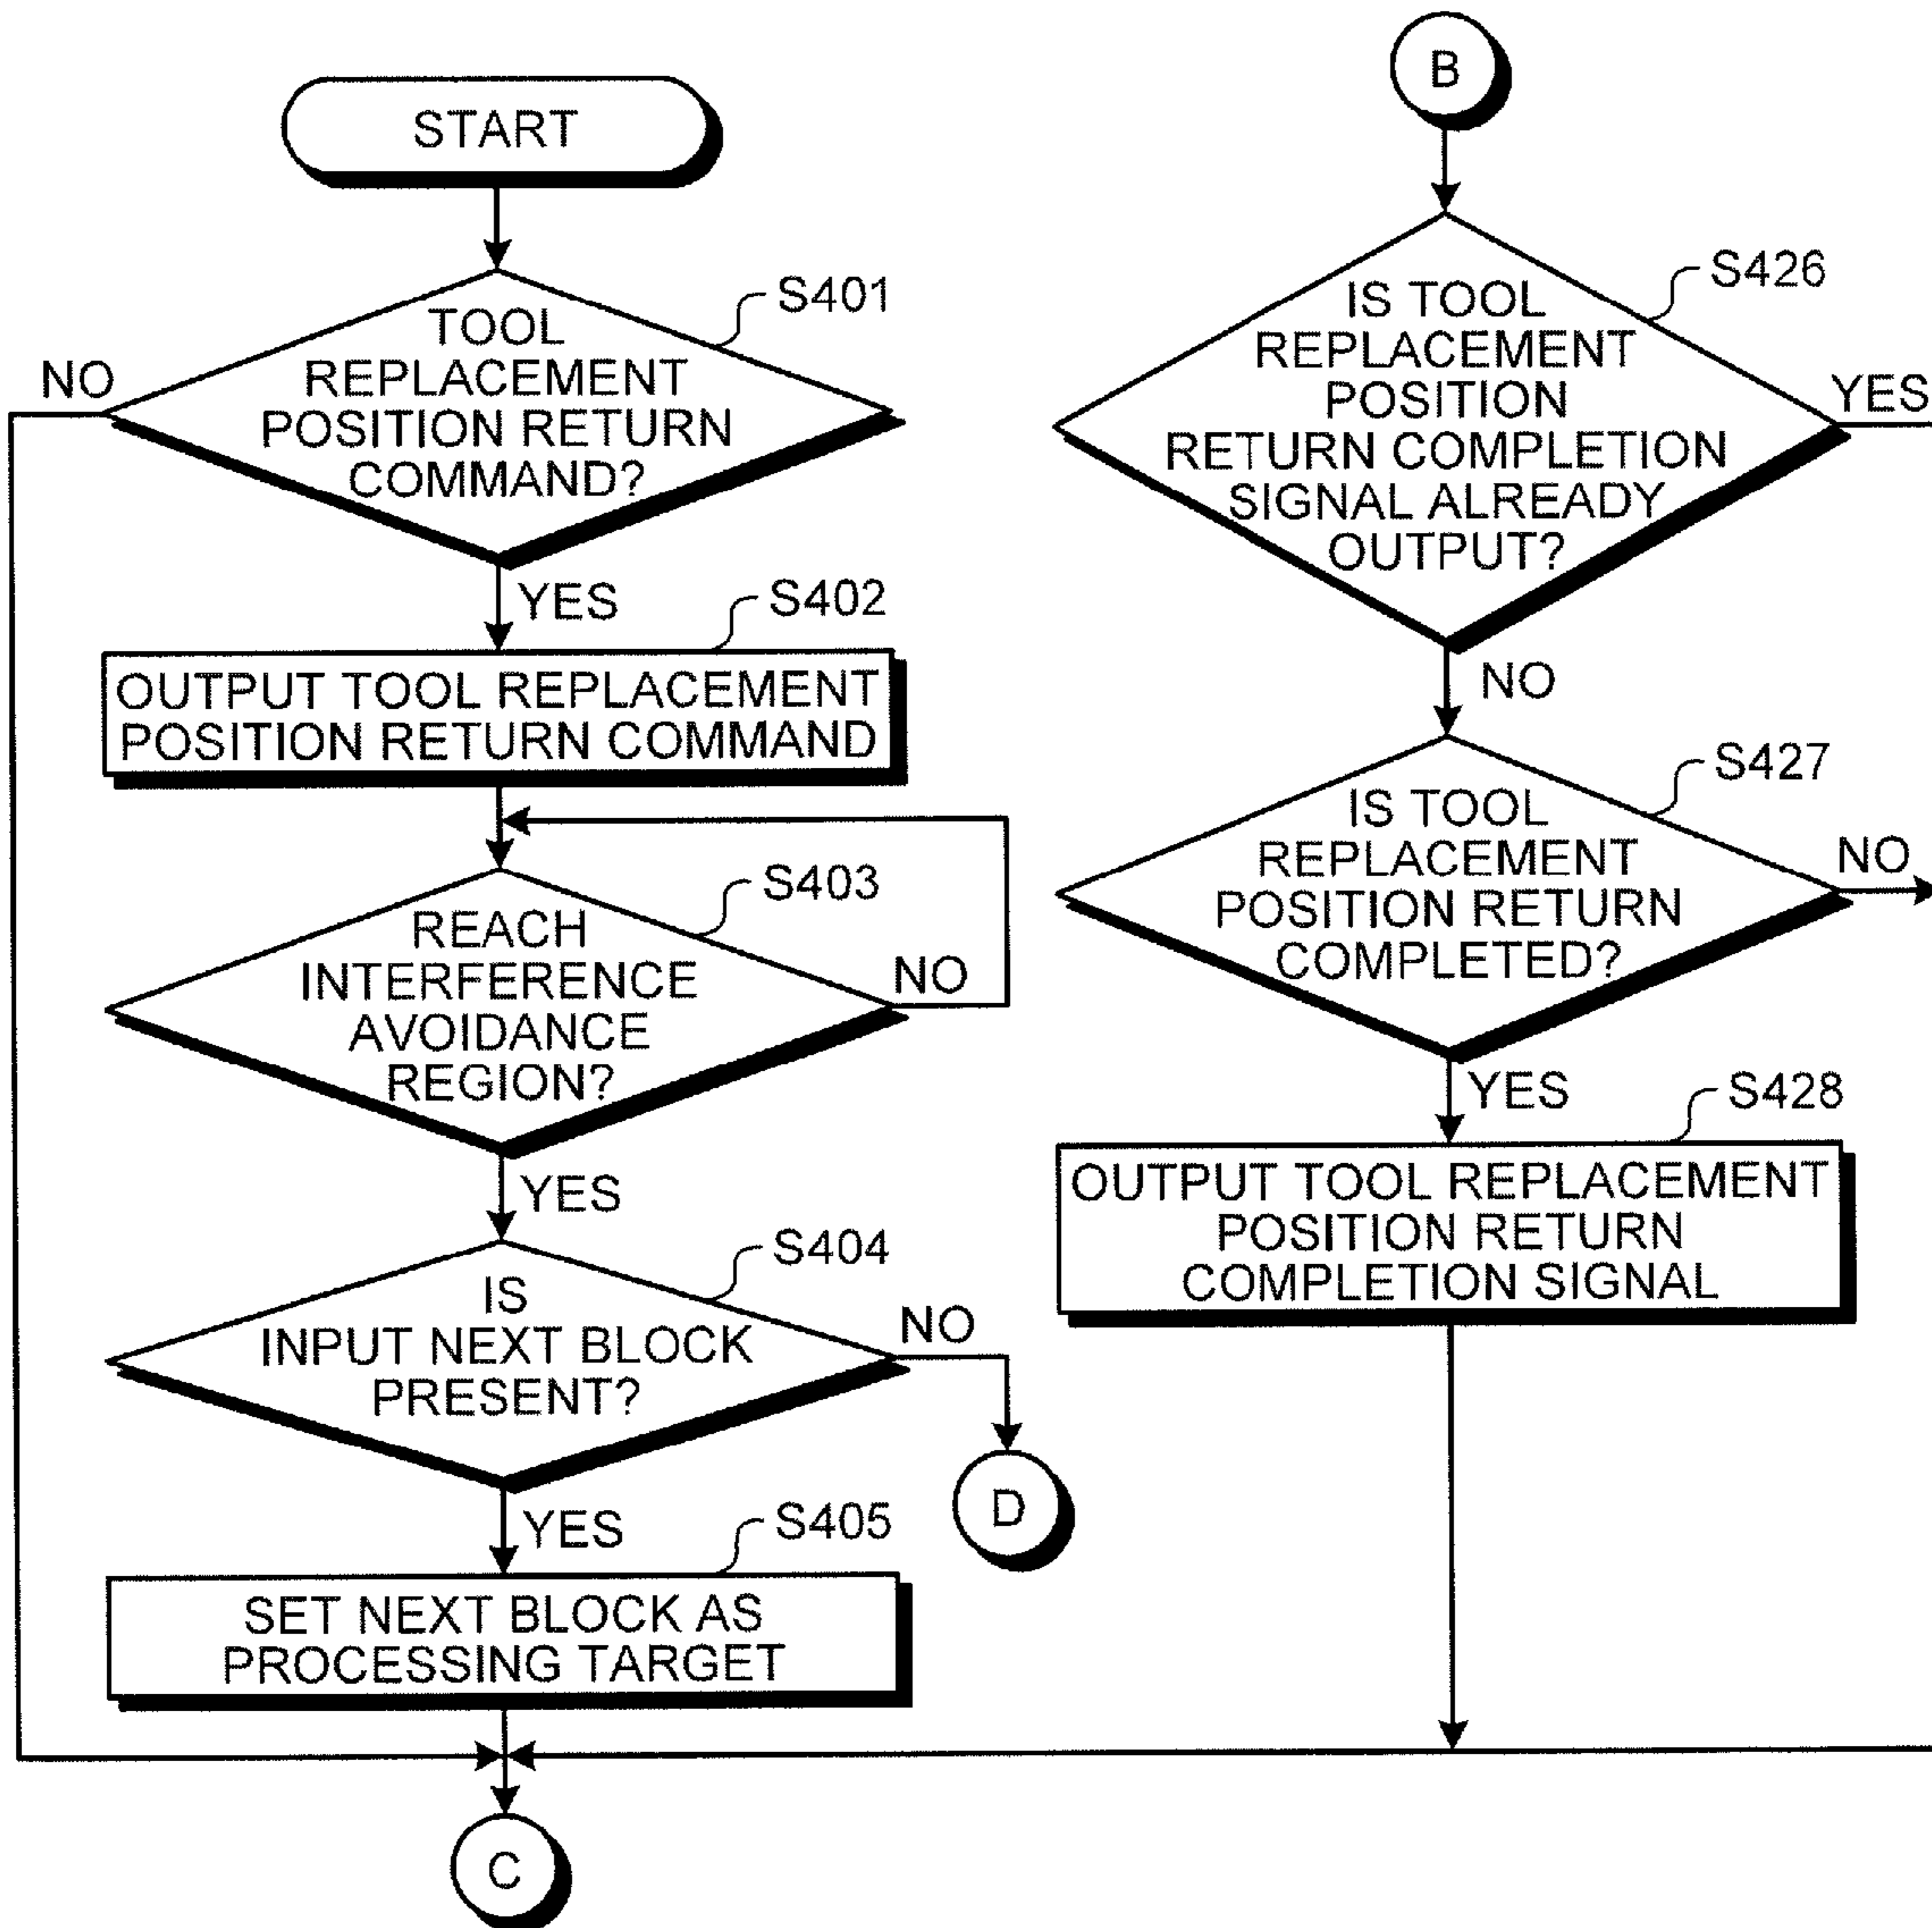 START
S401
TOOL
REPLACEMENT
POSITION RETURN
COMMAND?
NO
YES
S402
OUTPUT TOOL REPLACEMENT
POSITION RETURN COMMAND
S403
REACH
INTERFERENCE
AVOIDANCE
REGION?
NO
YES
S404
IS
INPUT NEXT BLOCK
PRESENT?
NO
D
YES
S405
SET NEXT BLOCK AS
PROCESSING TARGET
C
B
S426
IS TOOL
REPLACEMENT
POSITION
RETURN COMPLETION
SIGNAL ALREADY
OUTPUT?
YES
NO
S427
IS TOOL
REPLACEMENT
POSITION RETURN
COMPLETED?
NO
YES
S428
OUTPUT TOOL REPLACEMENT
POSITION RETURN
COMPLETION SIGNAL